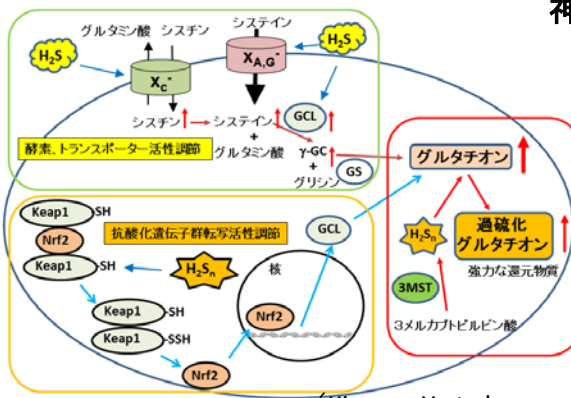 神
グルタミン酸 シスチン
システイン
H₂S
H₂S
Xc⁻
X_A,G⁻
シスチン
システイン
+
グルタミン酸
GCL
γ-GC
+
グリシン
GS
酵素、トランスポーター活性調節
グルタチオン
H₂Sn
過硫化
グルタチオン
強力な還元物質
3MST
3メルカプトピルビン酸
Keap1
SH
Nrf2
Keap1
SH
抗酸化遺伝子群転写活性調節
H₂Sn
GCL
核
Nrf2
Keap1
SH
Keap1
SSH
Nrf2